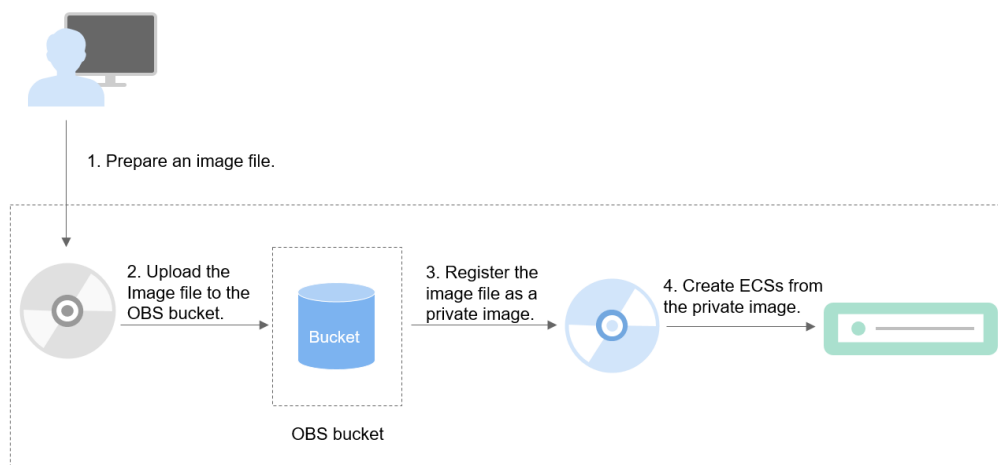 1. Prepare an image file.
2. Upload the
Image file to the
OBS bucket.
Bucket
OBS bucket
3. Register the
image file as a
private image.
4. Create ECSs from
the private image.